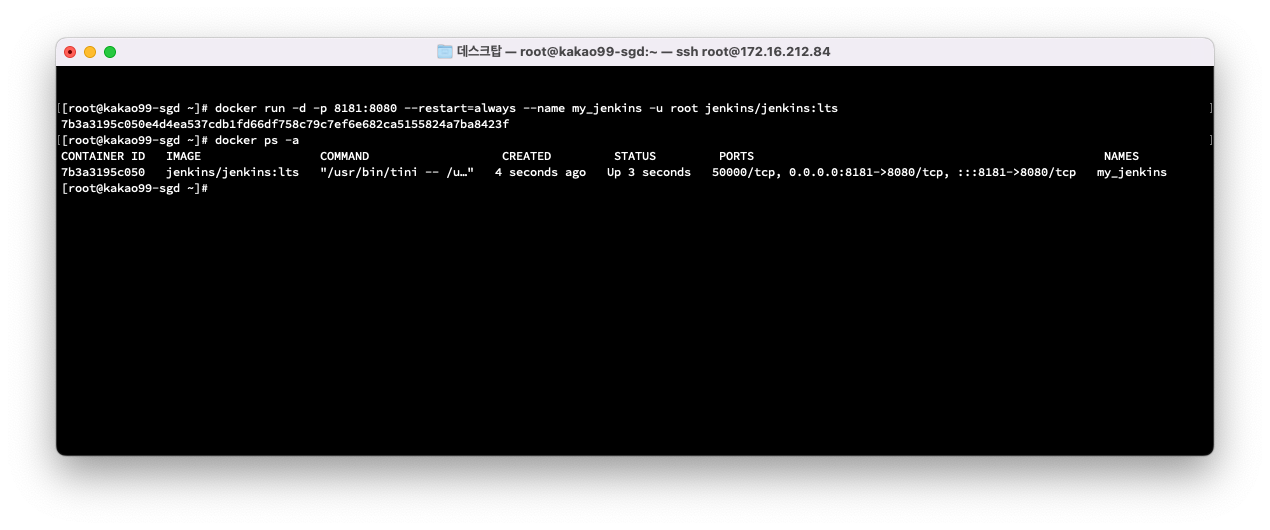 데스크탑 — root@kakao99-sgd:~ — ssh root@172.16.212.84
[[root@kakao99-sgd ~]# docker run -d -p 8181:8080 --restart=always --name my_jenkins -u root jenkins/jenkins:lts ]
7b3a3195c050e4d4ea537cdb1fd66df758c79c7ef6e682ca5155824a7ba8423f
[[root@kakao99-sgd ~]# docker ps -a ]
CONTAINER ID IMAGE COMMAND CREATED STATUS PORTS NAMES
7b3a3195c050 jenkins/jenkins:lts "/usr/bin/tini -- /u…" 4 seconds ago Up 3 seconds 50000/tcp, 0.0.0.0:8181->8080/tcp, :::8181->8080/tcp my_jenkins
[root@kakao99-sgd ~]#